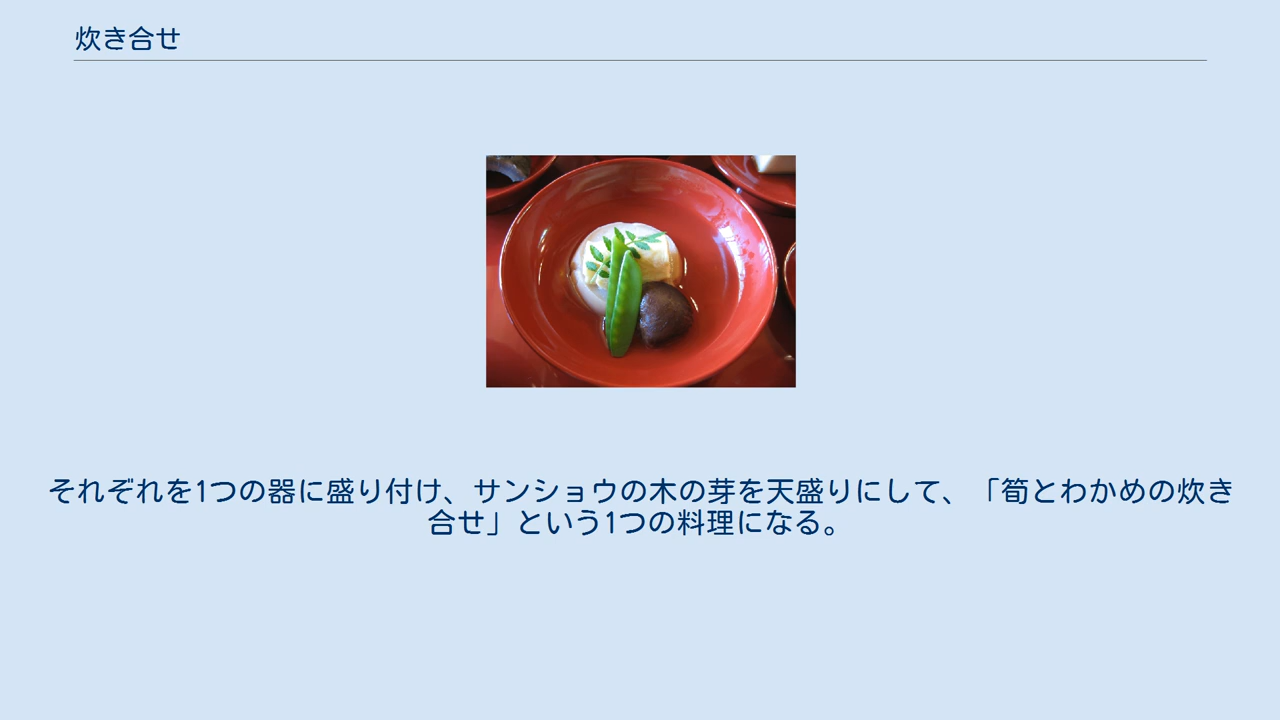 炊き合せ
それぞれを1つの器に盛り付け、サンショウの木の芽を天盛りにして、「筍とわかめの炊き
合せ」という1つの料理になる。